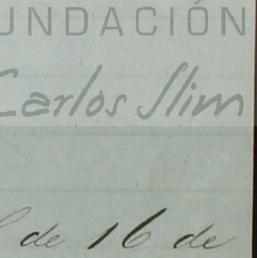 UNDACIÓN
Carlos Slim
de 16 de